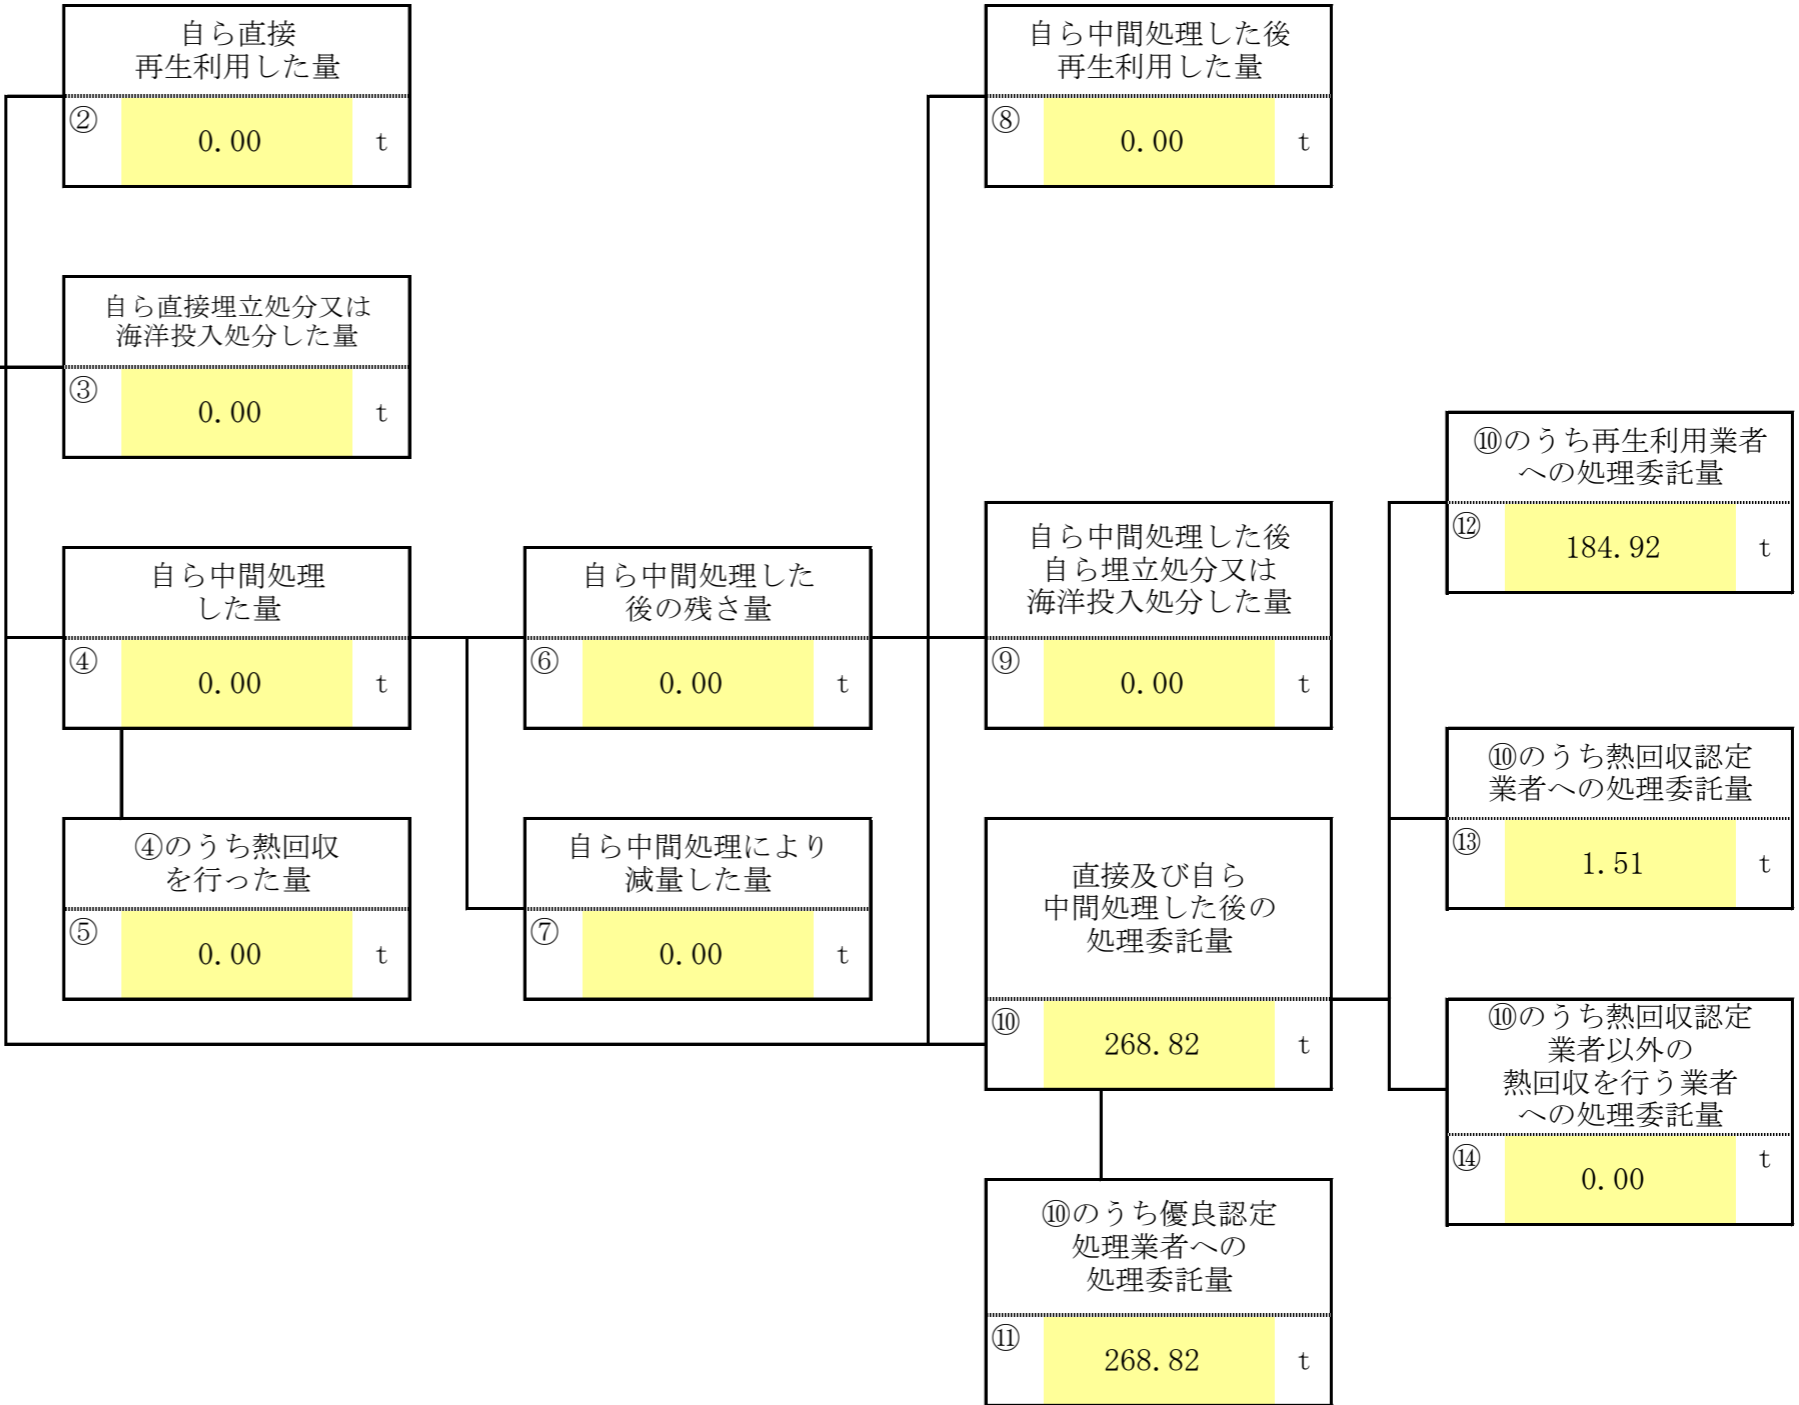 自ら直接
再生利用した量
② 0.00 t
自ら中間処理した後
再生利用した量
⑧ 0.00 t
自ら直接埋立処分又は
海洋投入処分した量
③ 0.00 t
⑩のうち再生利用業者
への処理委託量
⑫ 184.92 t
自ら中間処理
した量
④ 0.00 t
自ら中間処理した
後の残さ量
⑥ 0.00 t
自ら中間処理した後
自ら埋立処分又は
海洋投入処分した量
⑨ 0.00 t
⑩のうち熱回収認定
業者への処理委託量
⑬ 1.51 t
④のうち熱回収
を行った量
⑤ 0.00 t
自ら中間処理により
減量した量
⑦ 0.00 t
直接及び自ら
中間処理した後の
処理委託量
⑩ 268.82 t
⑩のうち熱回収認定
業者以外の
熱回収を行う業者
への処理委託量
⑭ 0.00 t
⑩のうち優良認定
処理業者への
処理委託量
⑪ 268.82 t